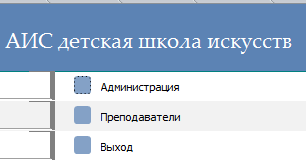 АИС детская школа искусств
Администрация
Преподаватели
Выход